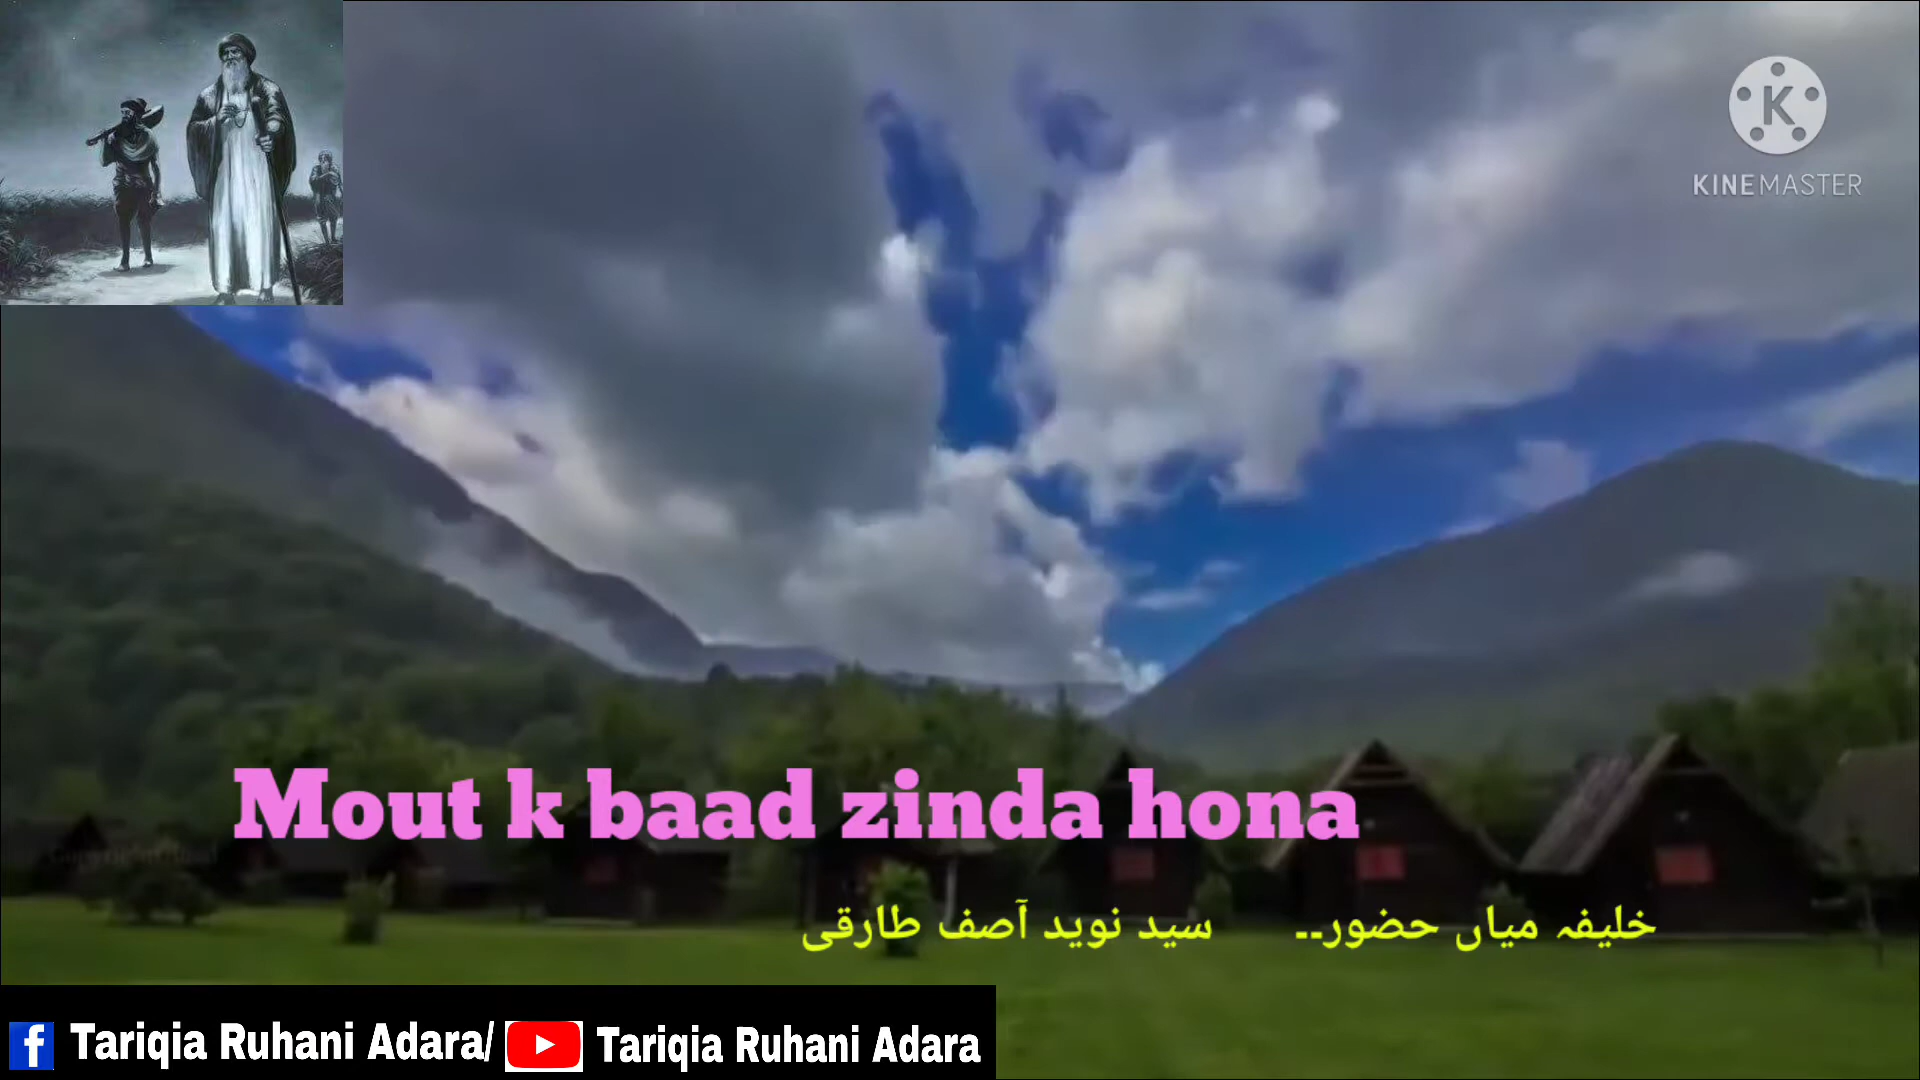 K
KINEMASTER
Mout k baad zinda hona
خلیفہ میاں حضور۔۔ سید نوید آصف طارقی
f Tariqia Ruhani Adara/ Tariqia Ruhani Adara